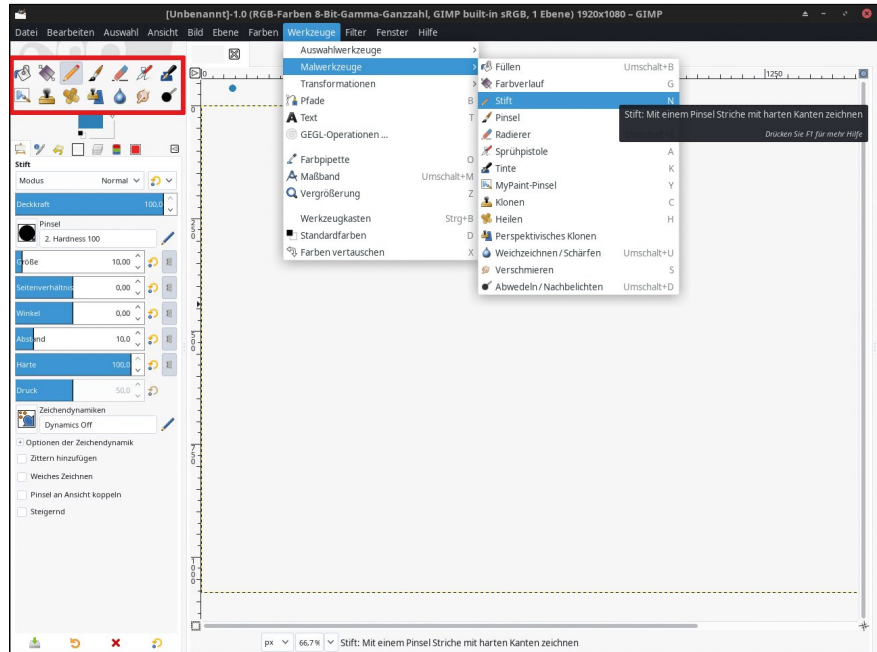 [Unbenannt]-1.0 (RGB-Farben 8-Bit-Gamma-Ganzzahl, GIMP built-in sRGB, 1 Ebene) 1920x1080 – GIMP
Datei Bearbeiten Auswahl Ansicht Bild Ebene Farben Werkzeuge Filter Fenster Hilfe
Auswahlwerkzeuge
Malwerkzeuge
Transformationen
Pfade B
Text T
GEGL-Operationen ...
Farbpipette O
Maßband Umschalt+M
Vergrößerung Z
Werkzeugkasten Strg+B
Standardfarben D
Farben vertauschen X
Füllen Umschalt+B
Farbverlauf G
Stift N
Pinsel
Radierer
Sprühpistole A
Tinte K
MyPaint-Pinsel Y
Klonen C
Heilen H
Perspektivisches Klonen
Weichzeichnen / Schärfen Umschalt+U
Verschmieren S
Abwedeln / Nachbelichten Umschalt+D
Stift: Mit einem Pinsel Striche mit harten Kanten zeichnen
Drücken Sie F1 für mehr Hilfe
0
1250
0
250
500
750
1000
Stift
Modus Normal
Deckkraft 100,0
Pinsel
2. Hardness 100
Größe 10,00
Seitenverhältnis 0,00
Winkel 0,00
Abstand 10,0
Härte 100,0
Druck 50,0
Zeichendynamiken
Dynamics Off
Optionen der Zeichendynamik
Zittern hinzufügen
Weiches Zeichnen
Pinsel an Ansicht koppeln
Steigernd
px 66,7 % Stift: Mit einem Pinsel Striche mit harten Kanten zeichnen